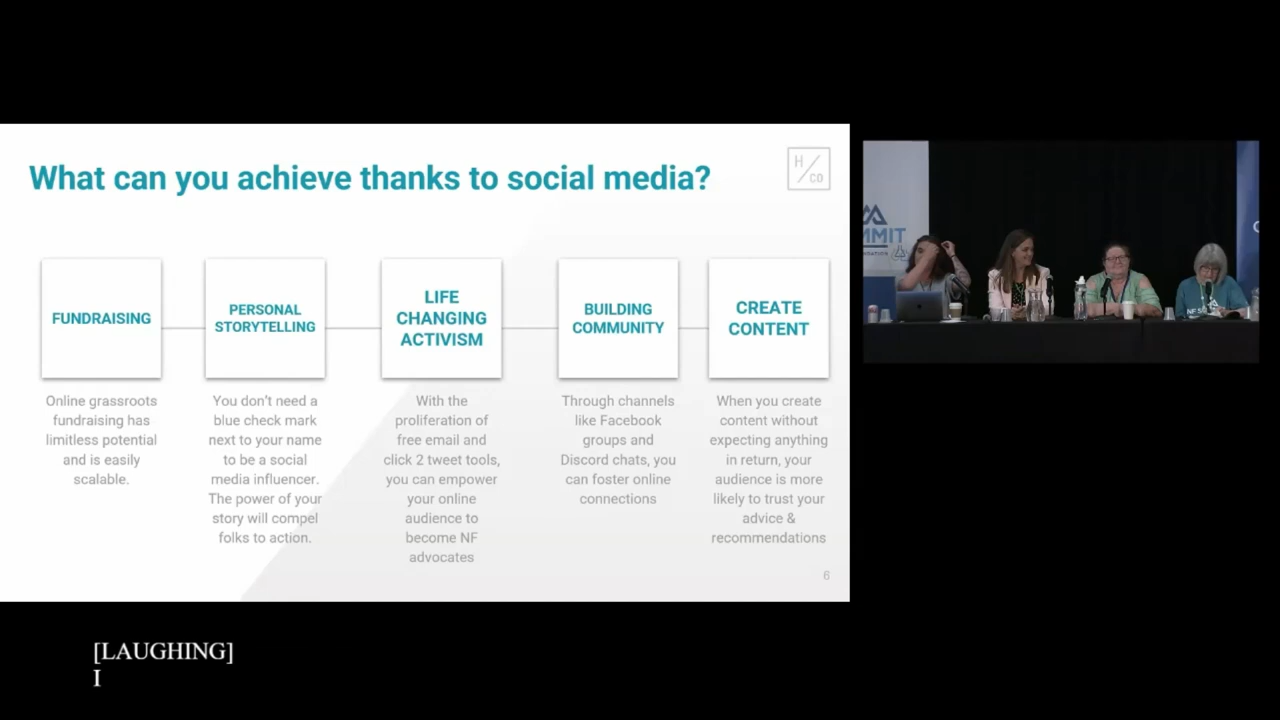 What can you achieve thanks to social media?
H/CO
FUNDRAISING
Online grassroots
fundraising has
limitless potential
and is easily
scalable.
PERSONAL
STORYTELLING
You don't need a
blue check mark
next to your name
to be a social
media influencer.
The power of your
story will compel
folks to action.
LIFE
CHANGING
ACTIVISM
With the
proliferation of
free email and
click 2 tweet tools,
you can empower
your online
audience to
become NF
advocates
BUILDING
COMMUNITY
Through channels
like Facebook
groups and
Discord chats, you
can foster online
connections
CREATE
CONTENT
When you create
content without
expecting anything
in return, your
audience is more
likely to trust your
advice &
recommendations
6
MMIT
NF
[LAUGHING]
I